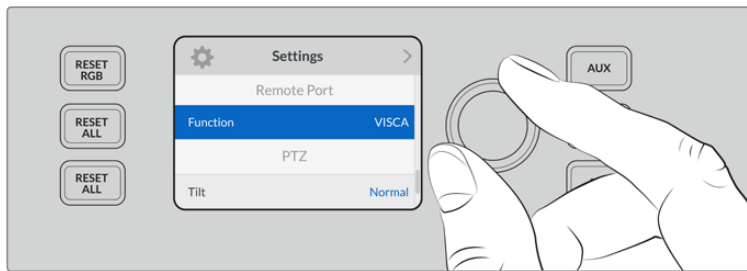 RESET
RGB
RESET
ALL
RESET
ALL
Settings
Remote Port
Function VISCA
PTZ
Tilt Normal
AUX